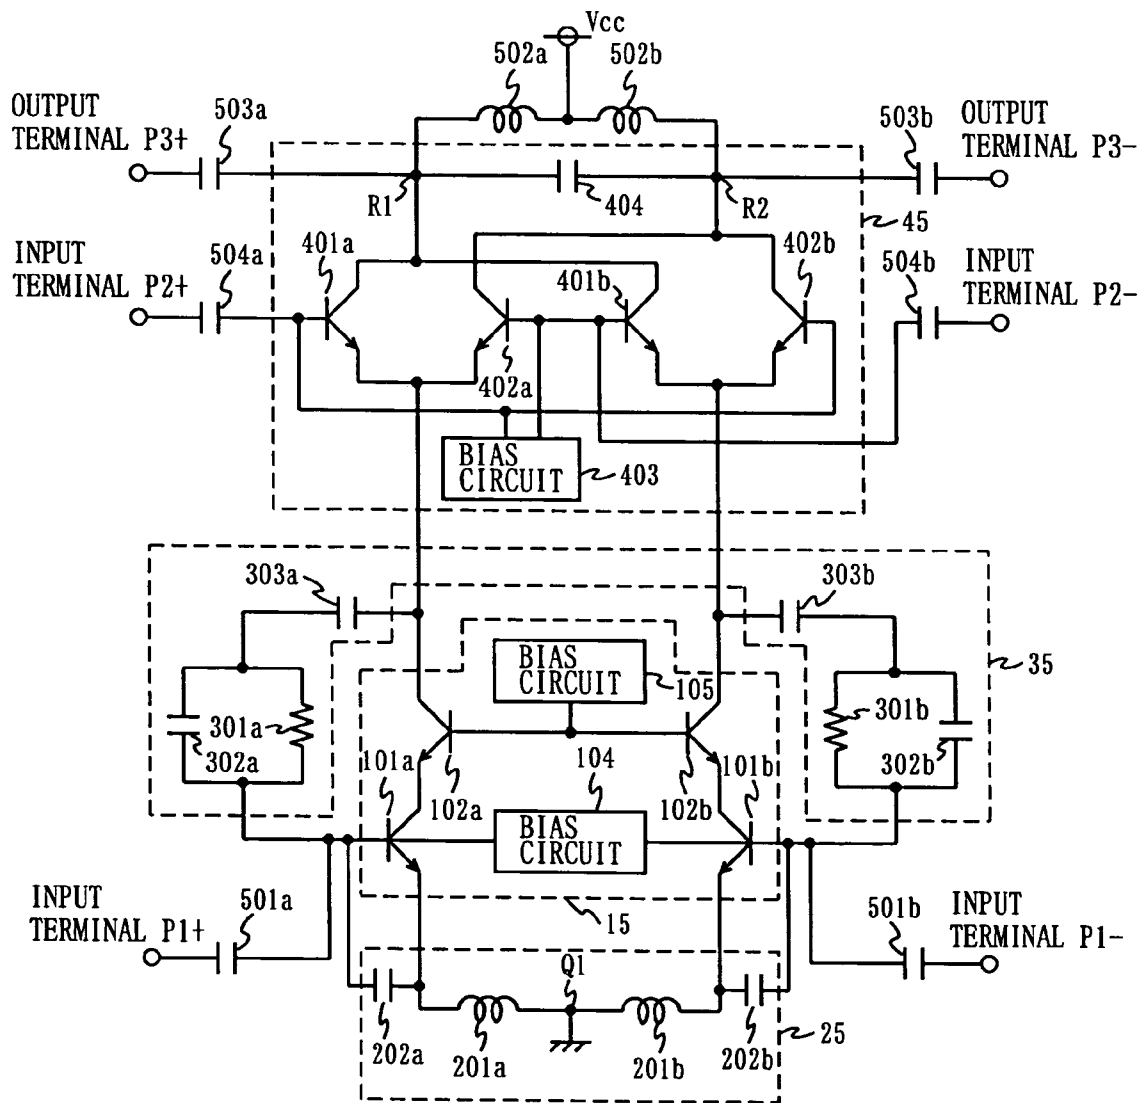 Vcc
502a
502b
OUTPUT
TERMINAL P3+
503a
503b
OUTPUT
TERMINAL P3-
R1
404
R2
45
INPUT
TERMINAL P2+
504a
401a
401b
402b
504b
INPUT
TERMINAL P2-
402a
BIAS
CIRCUIT
403
303a
303b
BIAS
CIRCUIT
105
35
301a
302a
301b
302b
101a
102a
104
102b
101b
BIAS
CIRCUIT
INPUT
TERMINAL P1+
501a
15
501b
INPUT
TERMINAL P1-
Q1
202a
201a
201b
202b
25